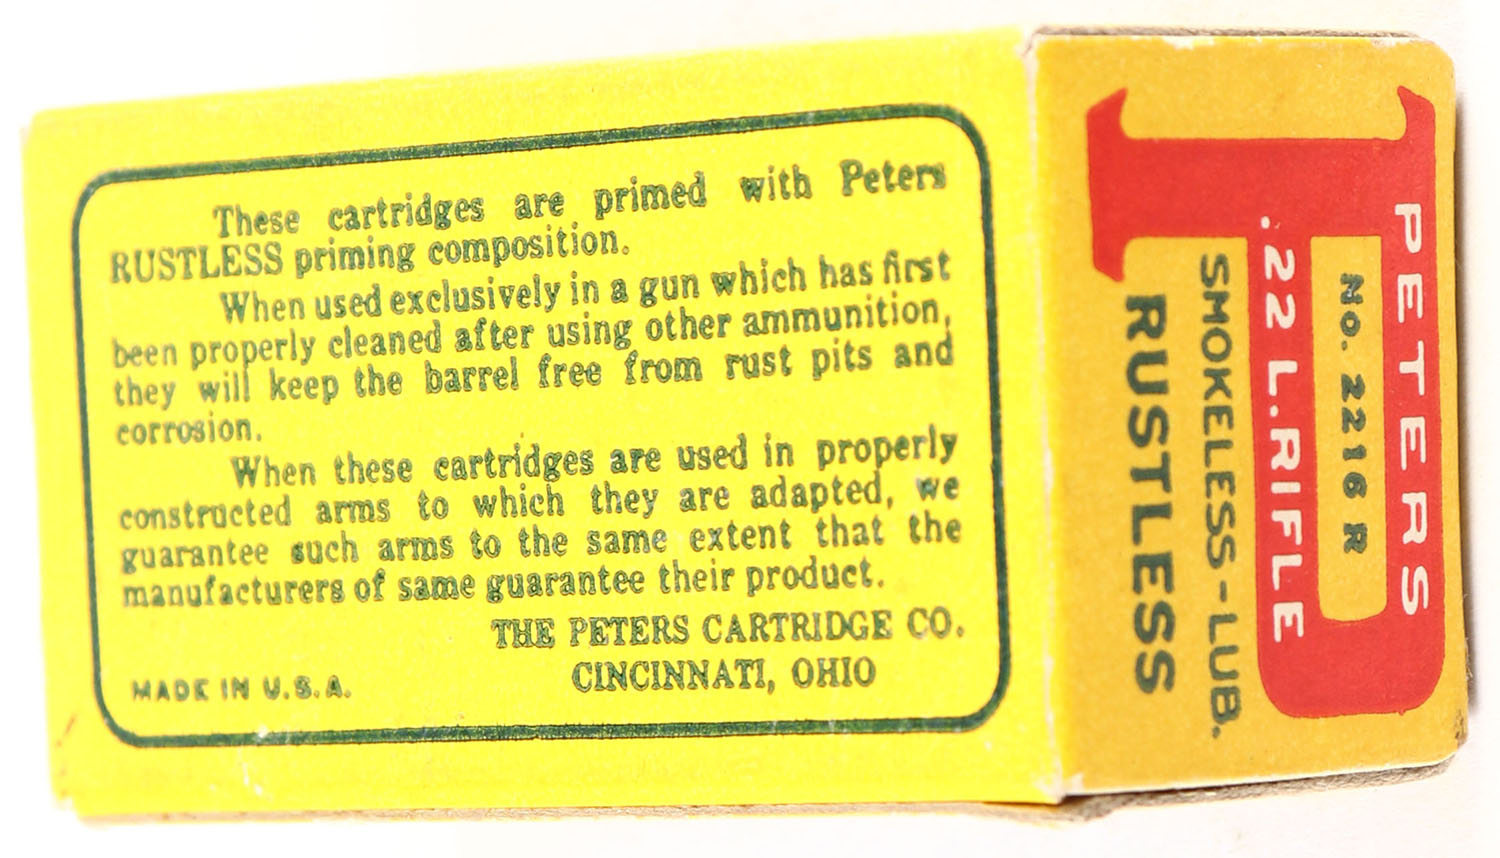 These cartridges are primed with Peters
RUSTLESS priming composition.
When used exclusively in a gun which has first
been properly cleaned after using other ammunition,
they will keep the barrel free from rust pits and
corrosion.
When these cartridges are used in properly
constructed arms to which they are adapted, we
guarantee such arms to the same extent that the
manufacturers of same guarantee their product.
THE PETERS CARTRIDGE CO.
CINCINNATI, OHIO
MADE IN U.S.A.
PETERS
No. 2216 R
.22 L.RIFLE
SMOKELESS-LUB.
RUSTLESS